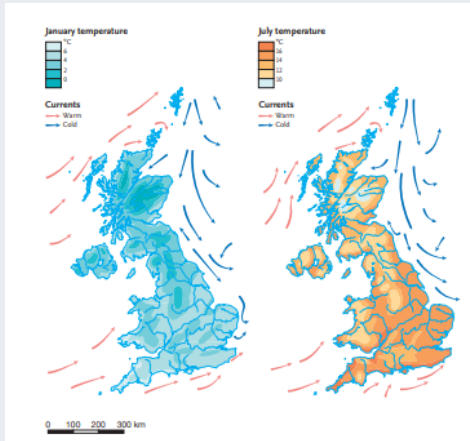 January temperature
°C
6
4
2
0
Currents
Warm
Cold
July temperature
°C
16
14
12
10
Currents
Warm
Cold
0 100 200 300 km